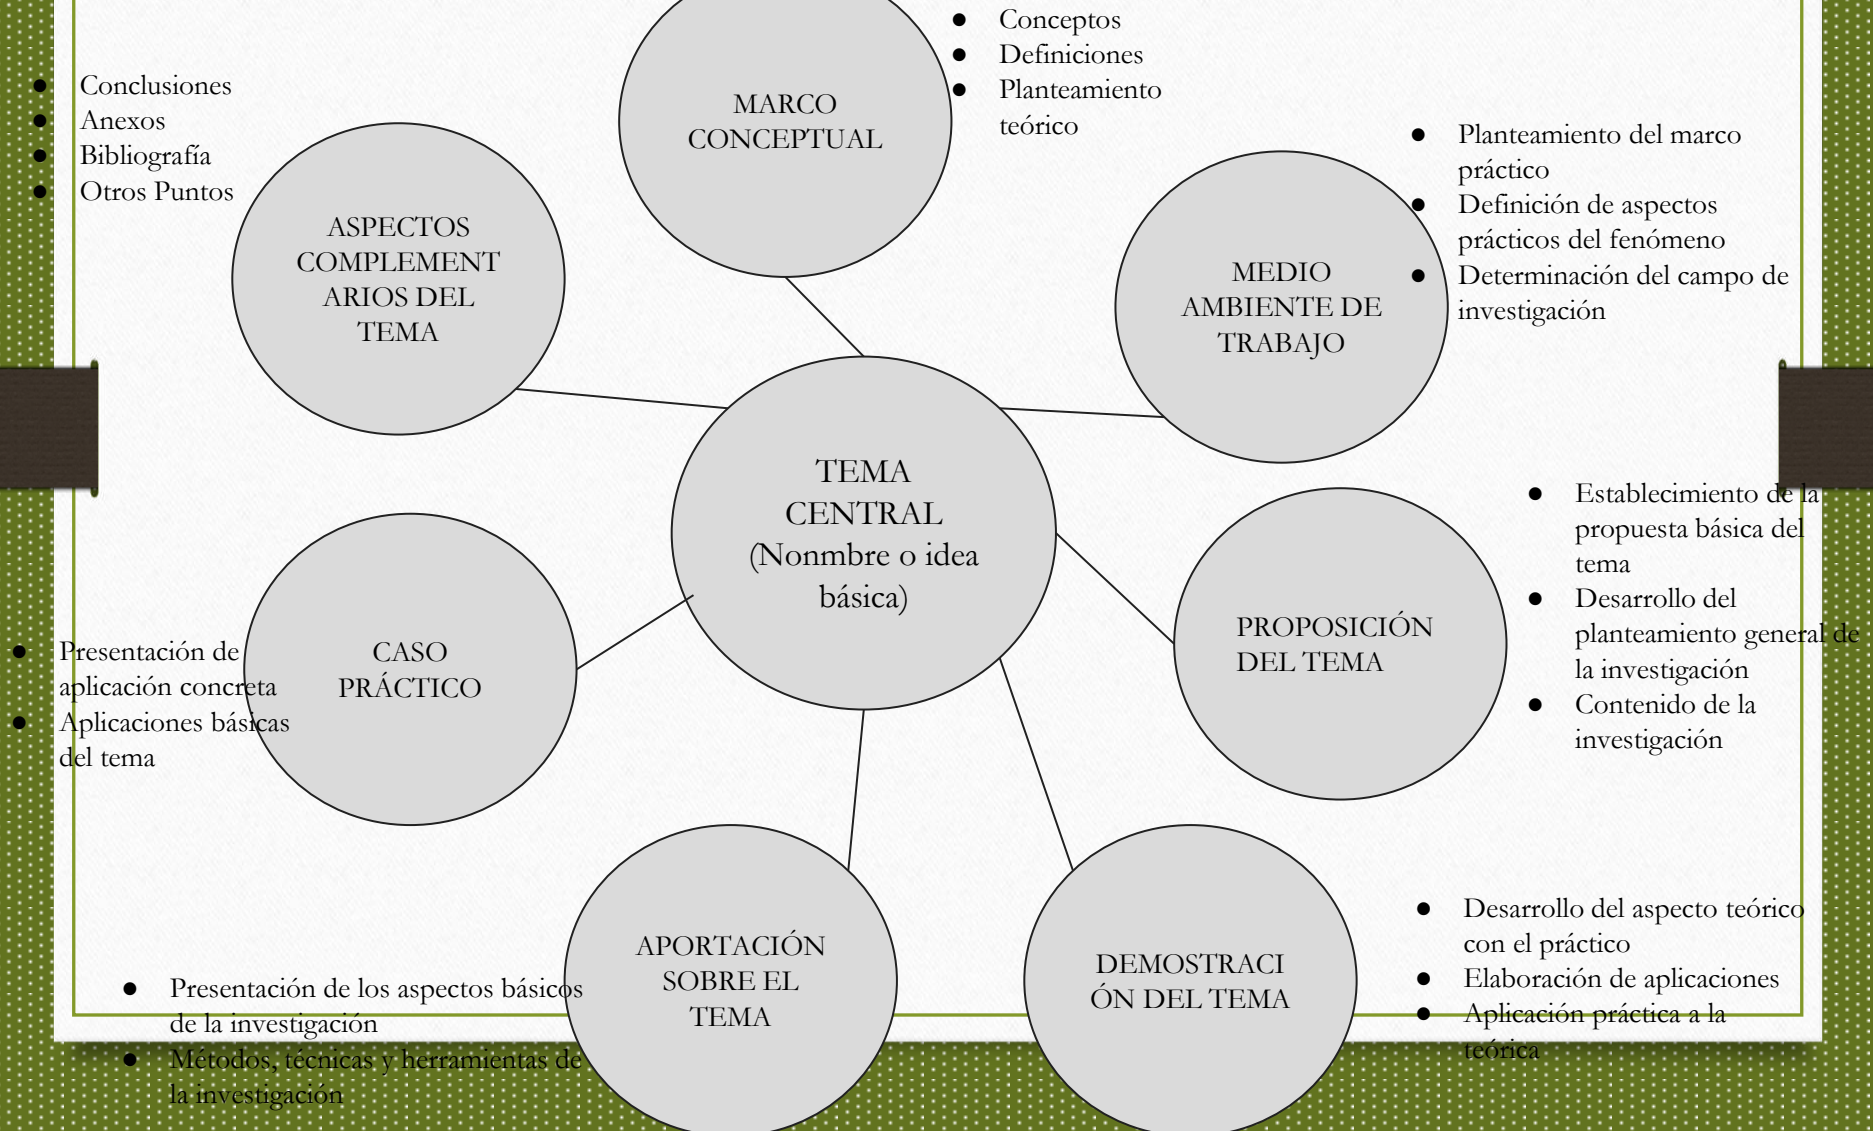 ● Conceptos
● Definiciones
● Planteamiento
teórico
MARCO
CONCEPTUAL
● Conclusiones
● Anexos
● Bibliografía
● Otros Puntos
ASPECTOS
COMPLEMENT
ARIOS DEL
TEMA
● Planteamiento del marco
práctico
● Definición de aspectos
prácticos del fenómeno
● Determinación del campo de
investigación
MEDIO
AMBIENTE DE
TRABAJO
TEMA
CENTRAL
(Nonmbre o idea
básica)
● Establecimiento de la
propuesta básica del
tema
● Desarrollo del
planteamiento general de
la investigación
● Contenido de la
investigación
PROPOSICIÓN
DEL TEMA
● Presentación de
aplicación concreta
● Aplicaciones básicas
del tema
CASO
PRÁCTICO
● Presentación de los aspectos básicos
de la investigación
● Métodos, técnicas y herramientas de
la investigación
APORTACIÓN
SOBRE EL
TEMA
DEMOSTRACI
ÓN DEL TEMA
● Desarrollo del aspecto teórico
con el práctico
● Elaboración de aplicaciones
● Aplicación práctica a la
teórica